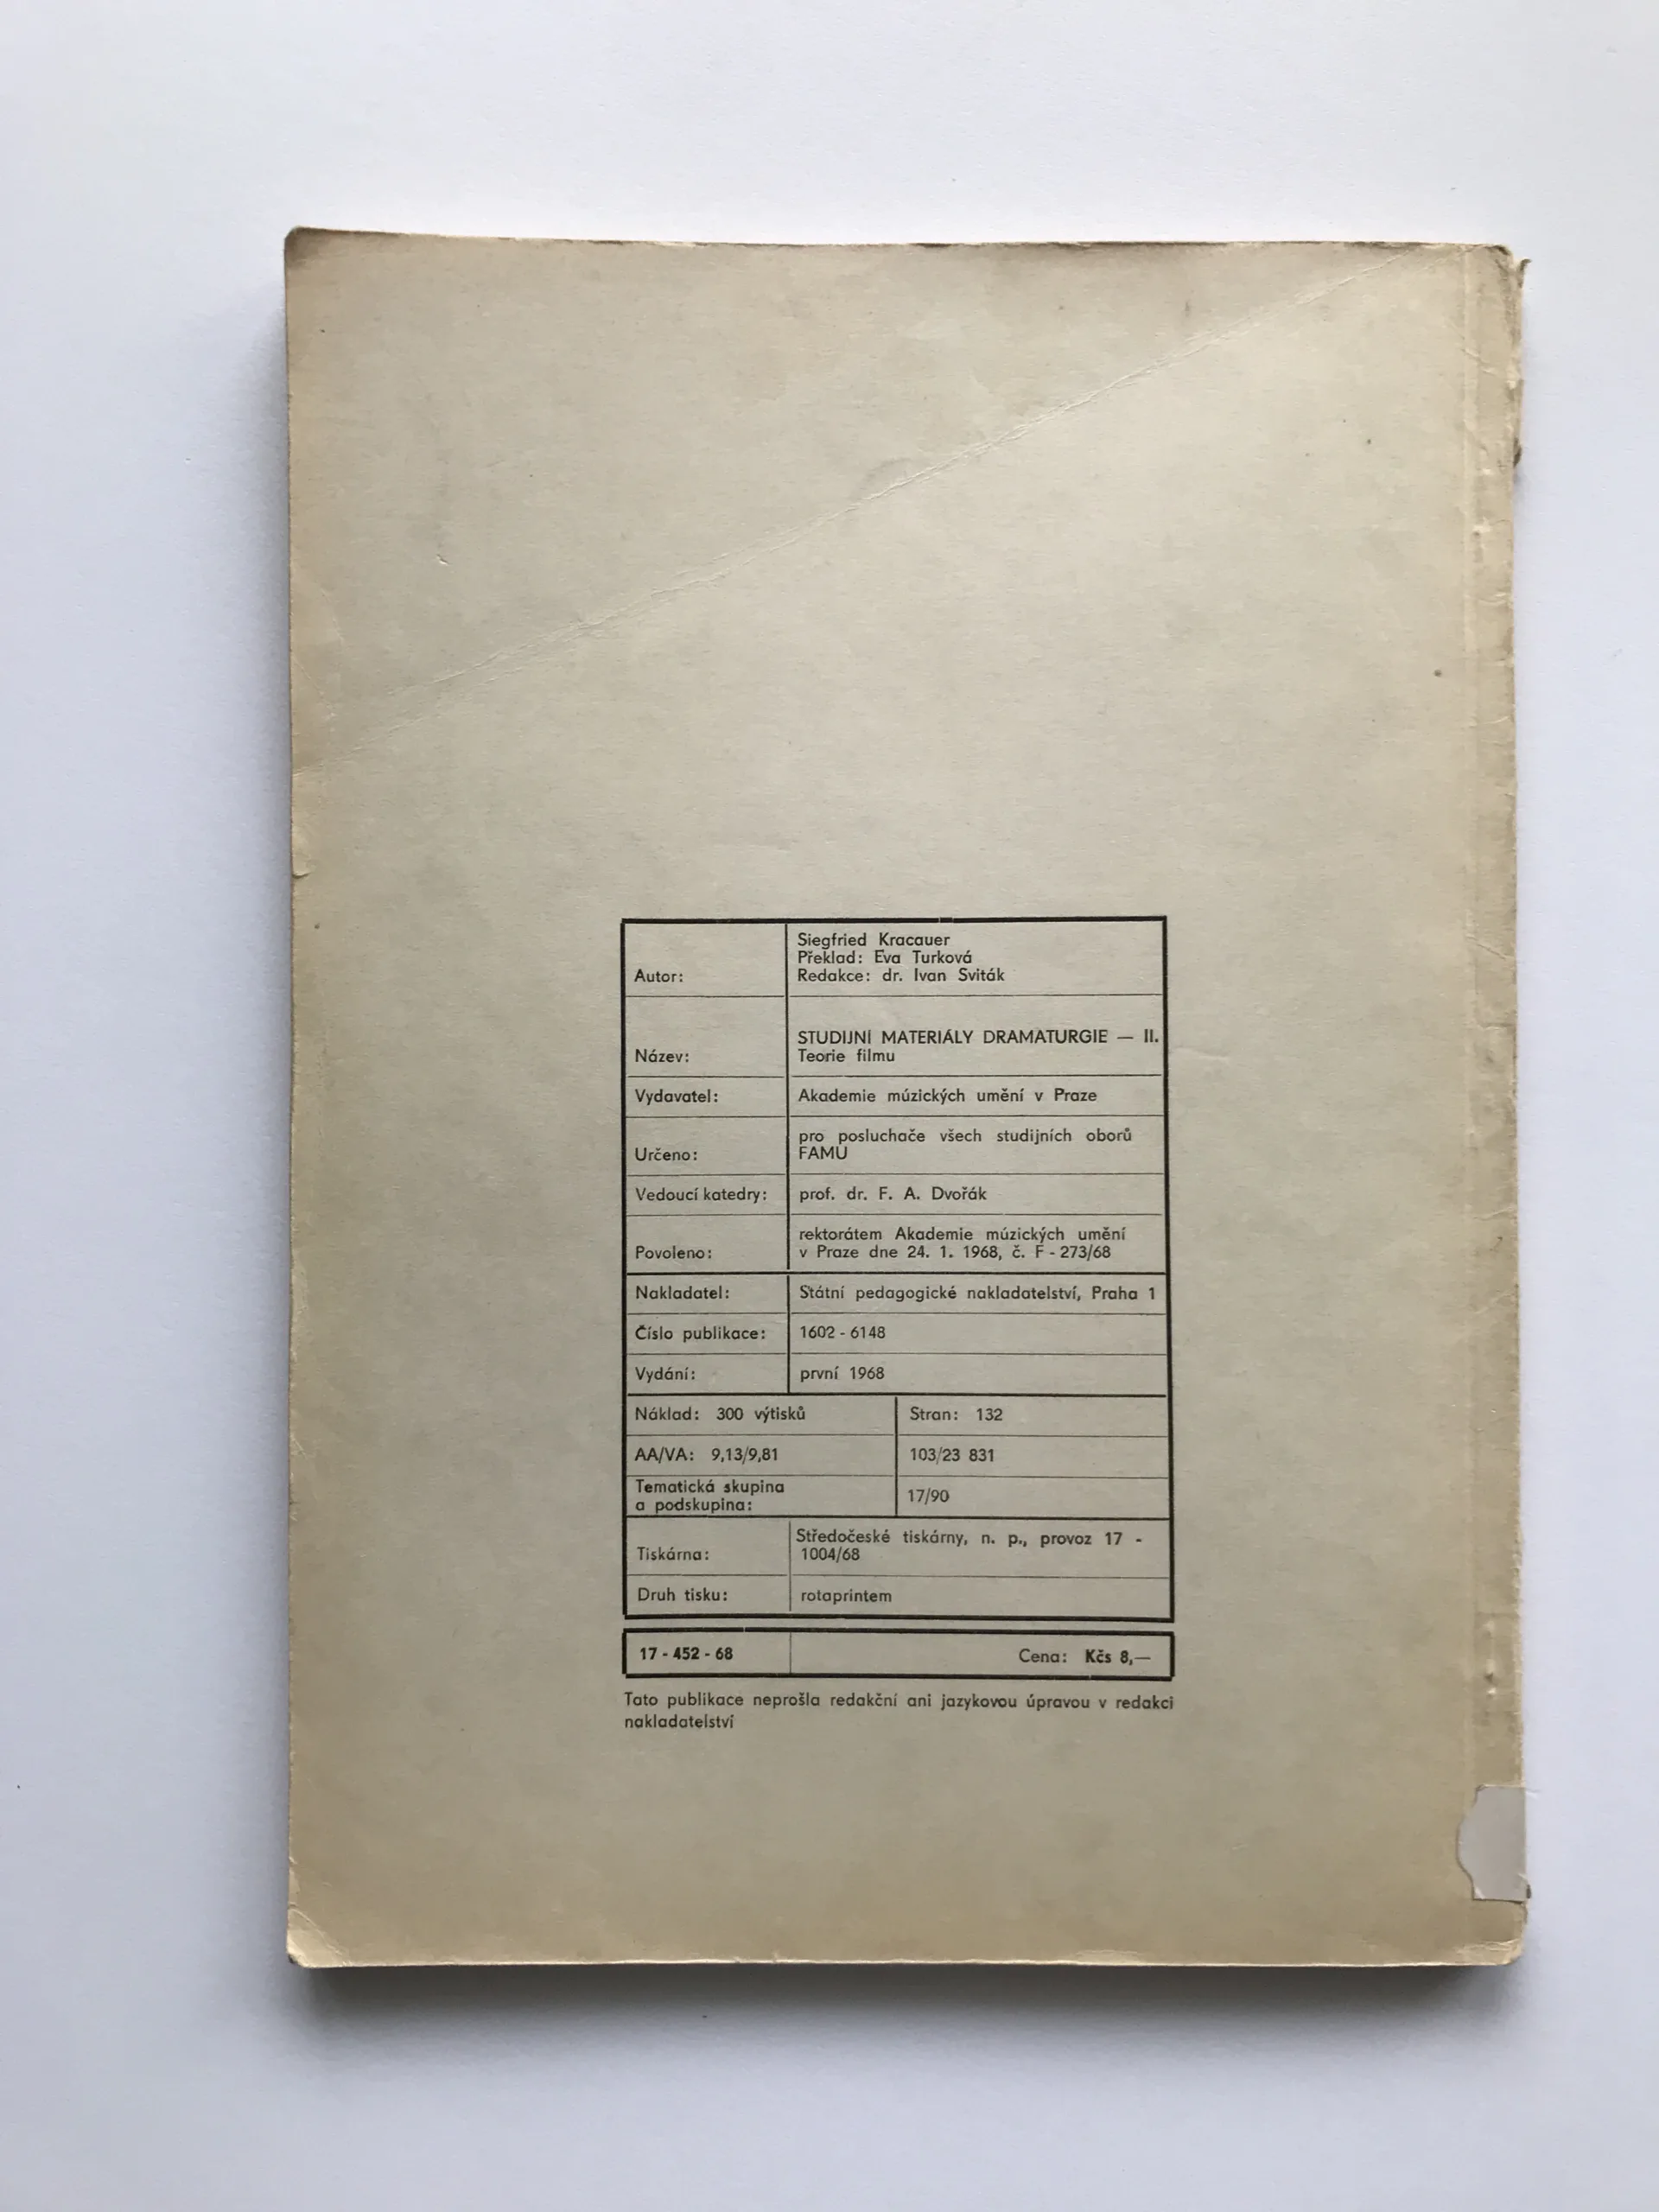 Siegfried Kracauer
Překlad: Eva Turková
Autor: Redakce: dr. Ivan Sviták
STUDIJNÍ MATERIÁLY DRAMATURGIE — II.
Název: Teorie filmu
Vydavatel: Akademie múzických umění v Praze
pro posluchače všech studijních oborů
Určeno: FAMU
Vedoucí katedry: prof. dr. F. A. Dvořák
rektorátem Akademie múzických umění
Povoleno: v Praze dne 24. 1. 1968, č. F - 273/68
Nakladatel: Státní pedagogické nakladatelství, Praha 1
Číslo publikace: 1602 - 6148
Vydání: první 1968
Náklad: 300 výtisků Stran: 132
AA/VA: 9,13/9,81 103/23 831
Tematická skupina
a podskupina: 17/90
Středočeské tiskárny, n. p., provoz 17 -
Tiskárna: 1004/68
Druh tisku: rotaprintem
17 - 452 - 68 Cena: Kčs 8,—
Tato publikace neprošla redakční ani jazykovou úpravou v redakci
nakladatelství